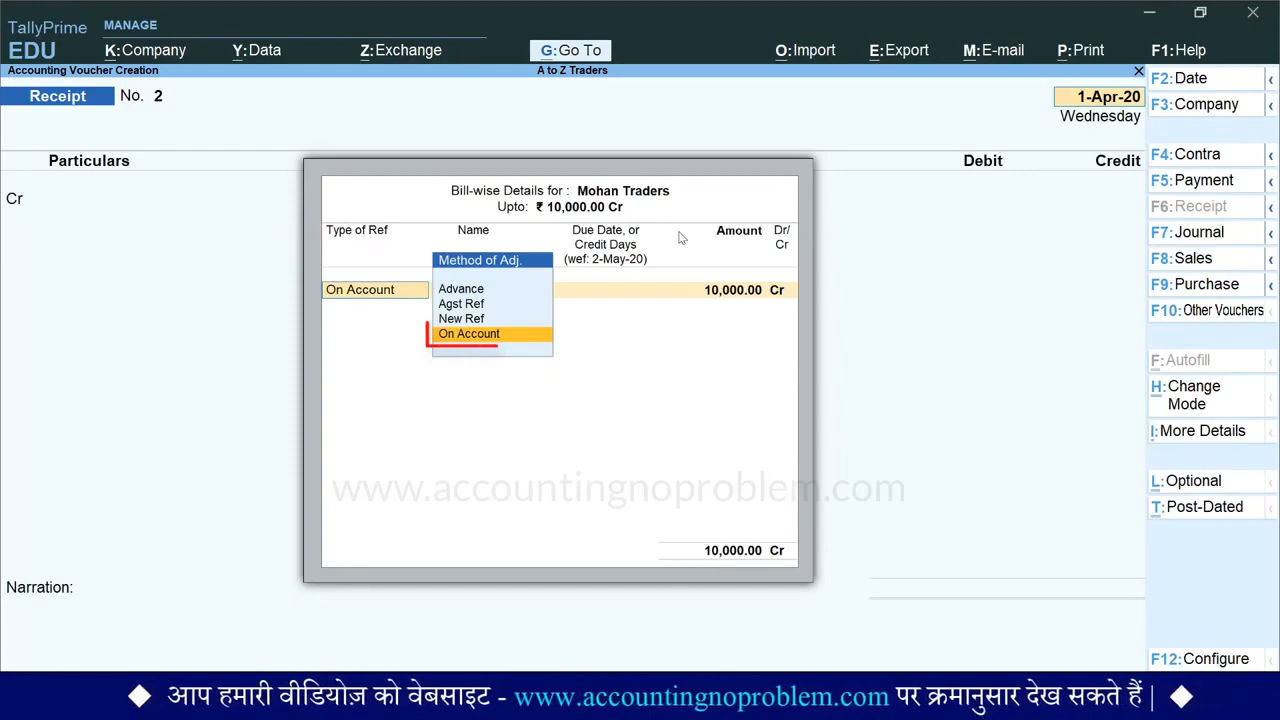 TallyPrime MANAGE
EDU K:Company Y:Data Z:Exchange G:Go To O:Import E:Export M:E-mail P:Print F1:Help
Accounting Voucher Creation A to Z Traders
Receipt No. 2 1-Apr-20
Wednesday
Particulars Debit Credit
Cr
Bill-wise Details for : Mohan Traders
Upto: ₹ 10,000.00 Cr
Type of Ref Name Due Date, or Amount Dr/
Credit Days Cr
(wef: 2-May-20)
Method of Adj.
On Account 10,000.00 Cr
Advance
Agst Ref
New Ref
On Account
www.accountingnoproblem.com
10,000.00 Cr
Narration:
F2:Date
F3:Company
F4:Contra
F5:Payment
F6:Receipt
F7:Journal
F8:Sales
F9:Purchase
F10:Other Vouchers
F:Autofill
H:Change
Mode
I:More Details
L:Optional
T:Post-Dated
F12:Configure
आप हमारी वीडियोज़ को वेबसाइट - www.accountingnoproblem.com पर क्रमानुसार देख सकते हैं |